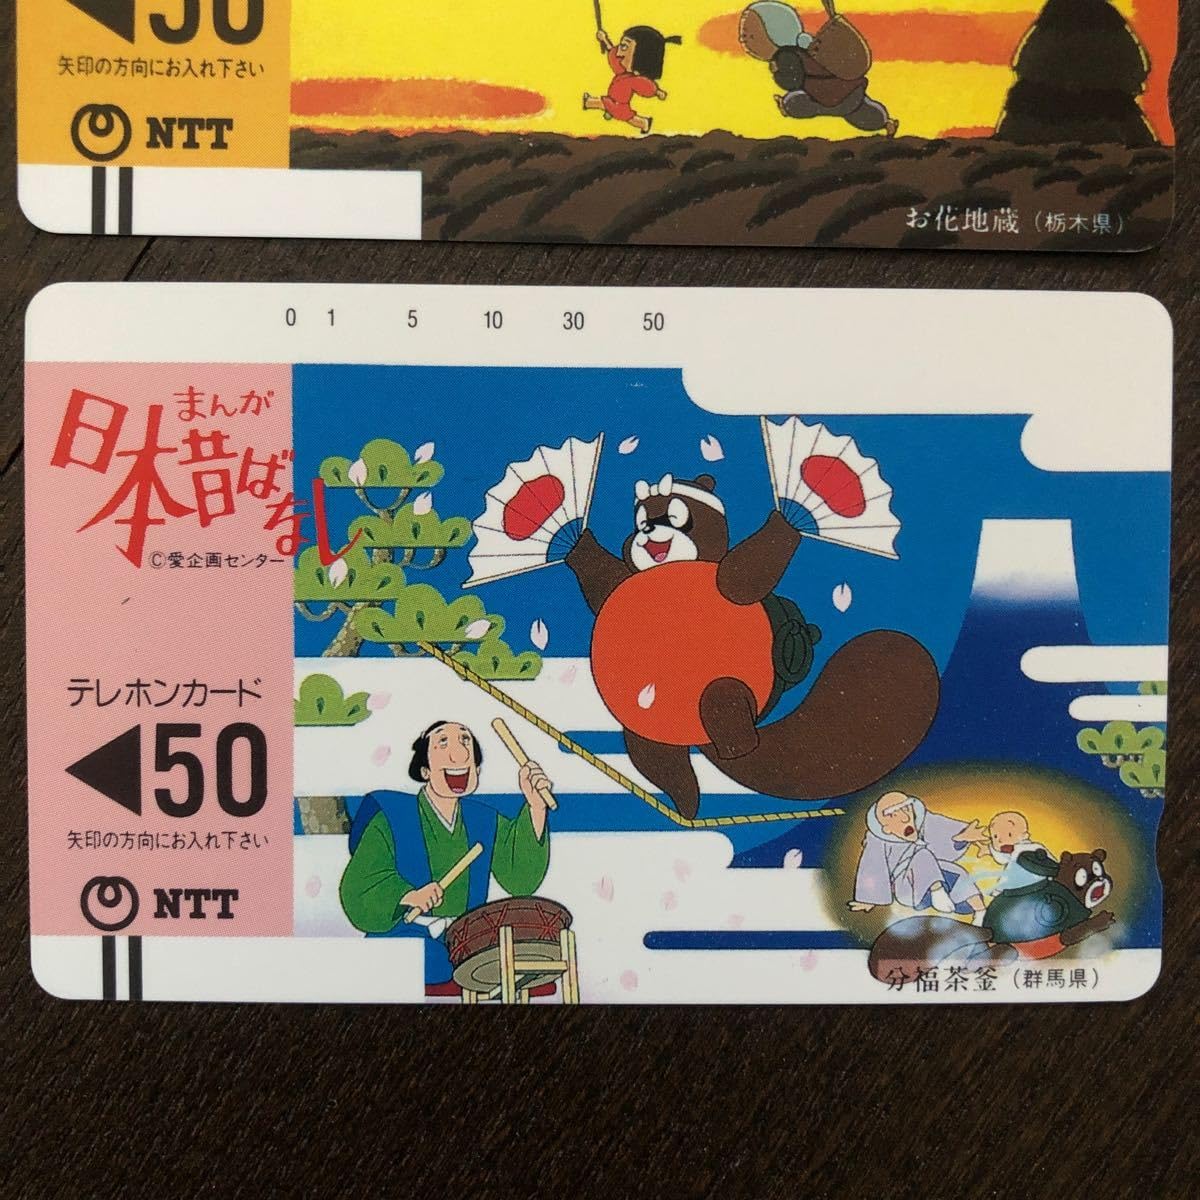 50
矢印の方向にお入れ下さい
NTT
お花地蔵(栃木県)
0 1 5 10 30 50
まんが
日本昔ばなし
©愛企画センター
テレホンカード
50
矢印の方向にお入れ下さい
NTT
分福茶釜(群馬県)